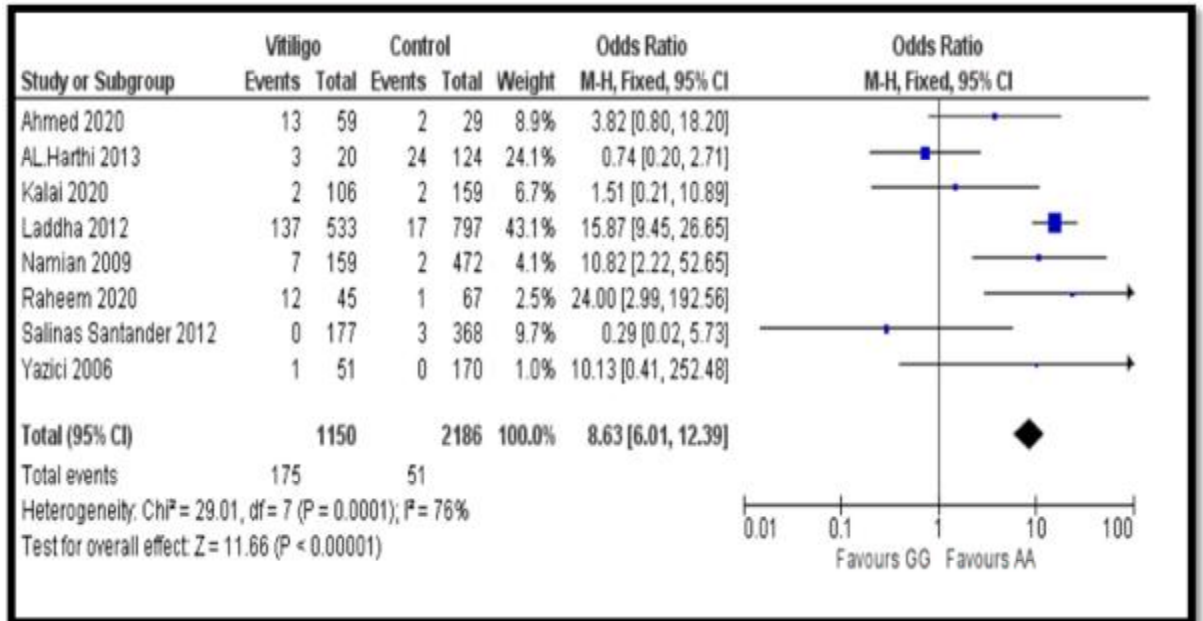 Vitiligo Control Odds Ratio Odds Ratio
Study or Subgroup Events Total Events Total Weight M-H, Fixed, 95% CI M-H, Fixed, 95% CI
Ahmed 2020 13 59 2 29 8.9% 3.82 [0.80, 18.20]
AL.Harthi 2013 3 20 24 124 24.1% 0.74 [0.20, 2.71]
Kalai 2020 2 106 2 159 6.7% 1.51 [0.21, 10.89]
Laddha 2012 137 533 17 797 43.1% 15.87 [9.45, 26.65]
Namian 2009 7 159 2 472 4.1% 10.82 [2.22, 52.65]
Raheem 2020 12 45 1 67 2.5% 24.00 [2.99, 192.56]
Salinas Santander 2012 0 177 3 368 9.7% 0.29 [0.02, 5.73]
Yazici 2006 1 51 0 170 1.0% 10.13 [0.41, 252.48]
Total (95% CI) 1150 2186 100.0% 8.63 [6.01, 12.39]
Total events 175 51
Heterogeneity: Chi² = 29.01, df = 7 (P = 0.0001); I² = 76%
Test for overall effect: Z = 11.66 (P < 0.00001)
0.01 0.1 1 10 100
Favours GG Favours AA